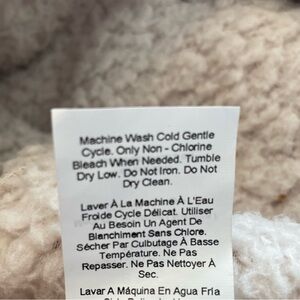 Machine Wash Cold Gentle
Cycle. Only Non - Chlorine
Bleach When Needed. Tumble
Dry Low. Do Not Iron. Do Not
Dry Clean.
Laver À La Machine À L'Eau
Froide Cycle Délicat. Utiliser
Au Besoin Un Agent De
Blanchiment Sans Chlore.
Sécher Par Culbutage À Basse
Température. Ne Pas
Repasser. Ne Pas Nettoyer À
Sec.
Lavar A Máquina En Agua Fría